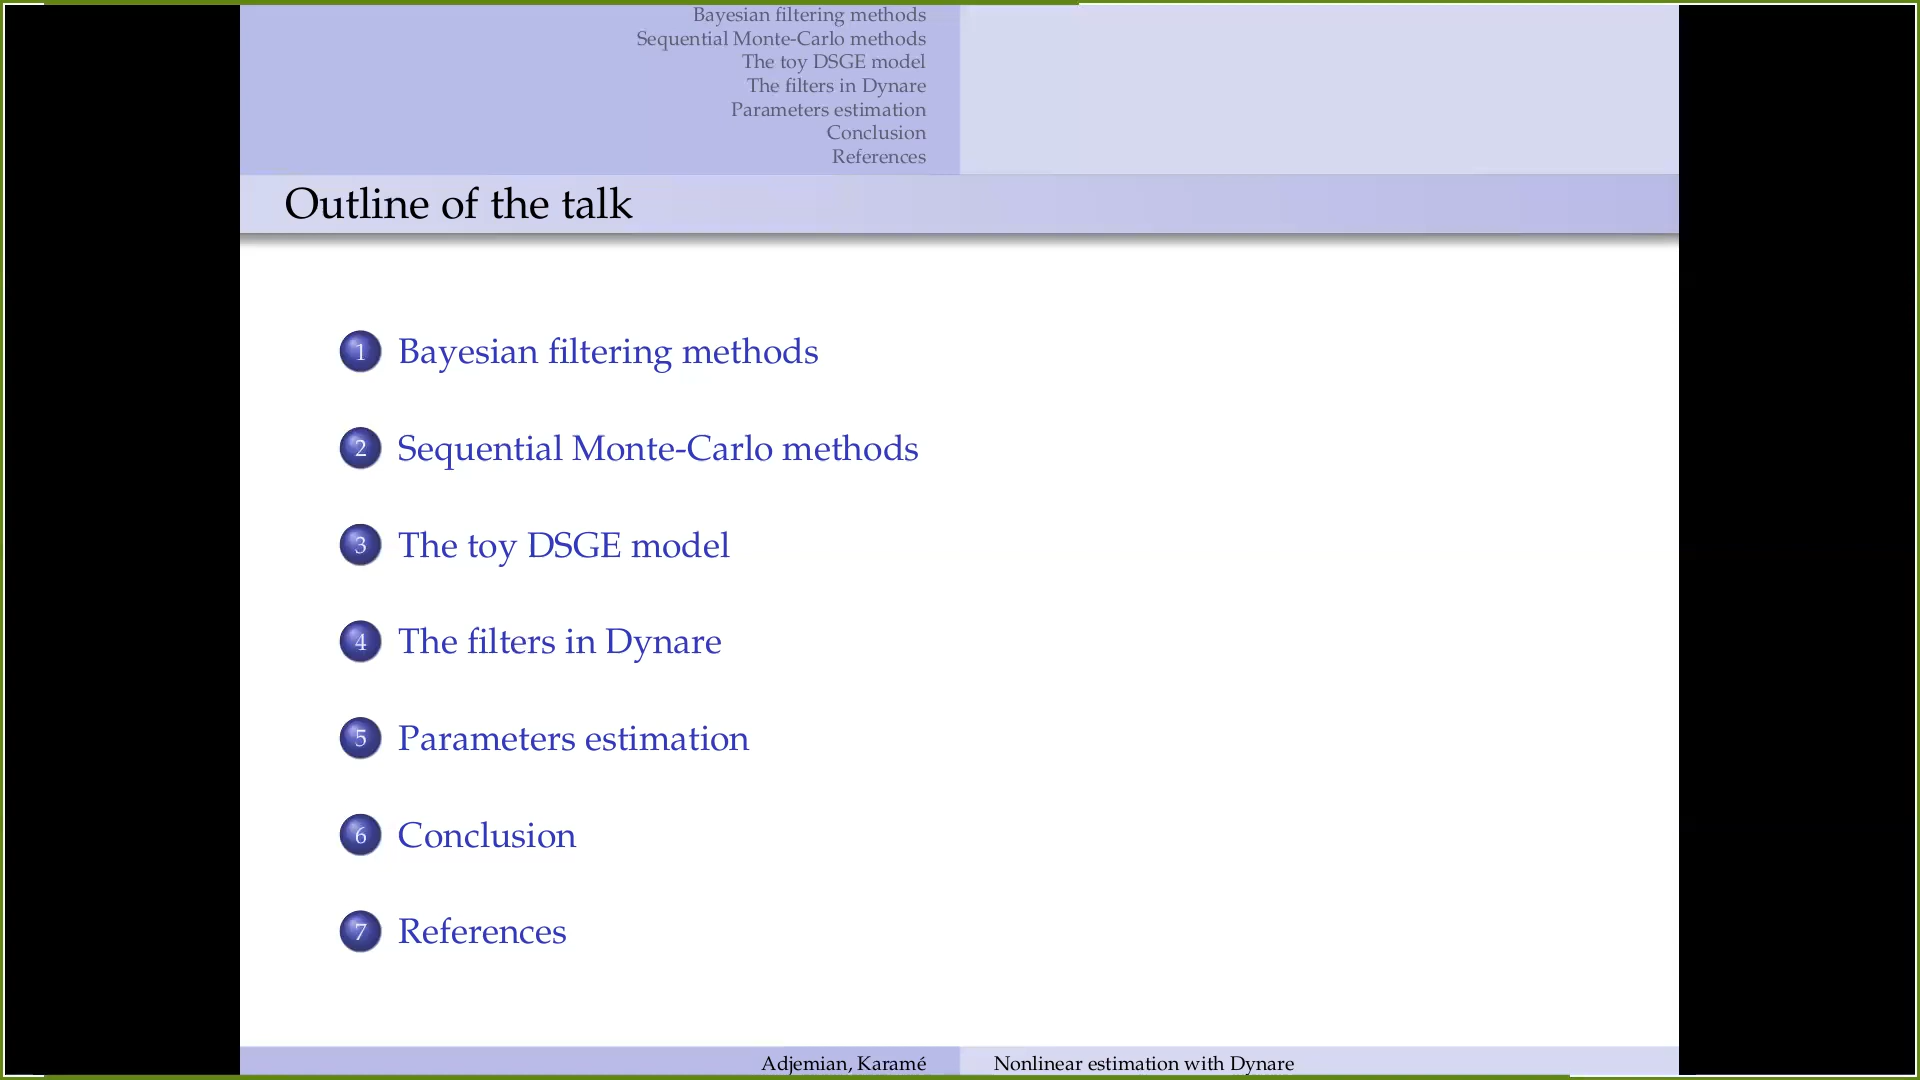 Bayesian filtering methods
Sequential Monte-Carlo methods
The toy DSGE model
The filters in Dynare
Parameters estimation
Conclusion
References
Outline of the talk
1 Bayesian filtering methods
2 Sequential Monte-Carlo methods
3 The toy DSGE model
4 The filters in Dynare
5 Parameters estimation
6 Conclusion
7 References
Adjemian, Karamé Nonlinear estimation with Dynare